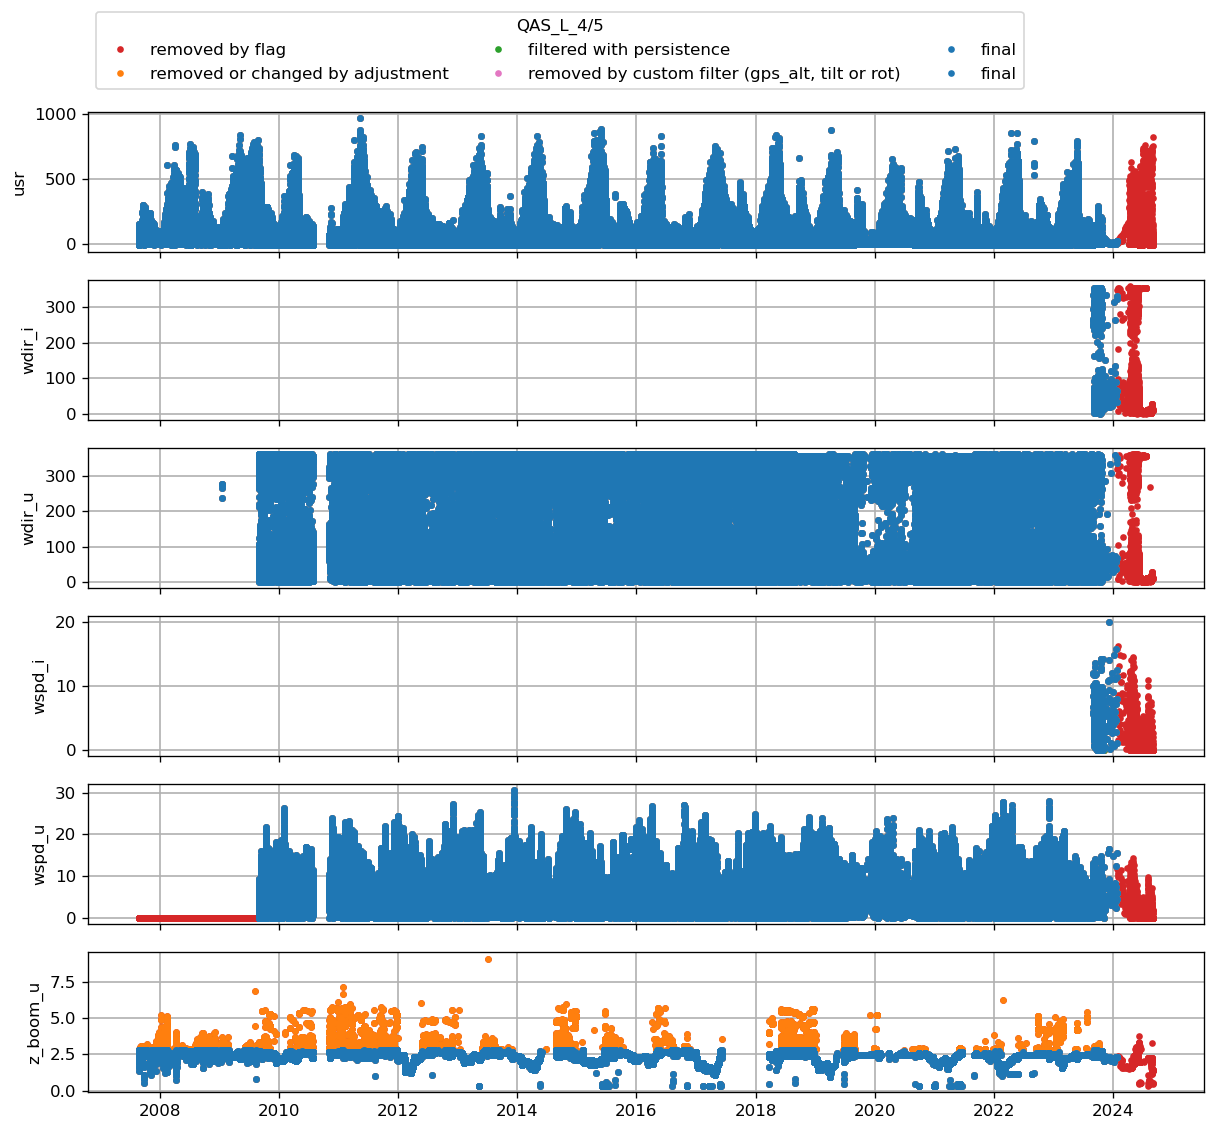 QAS_L_4/5
removed by flag
filtered with persistence
final
removed or changed by adjustment
removed by custom filter (gps_alt, tilt or rot)
final
usr
1000
500
0
wdir_i
300
200
100
0
wdir_u
300
200
100
0
wspd_i
20
10
0
wspd_u
30
20
10
0
z_boom_u
7.5
5.0
2.5
0.0
2008 2010 2012 2014 2016 2018 2020 2022 2024